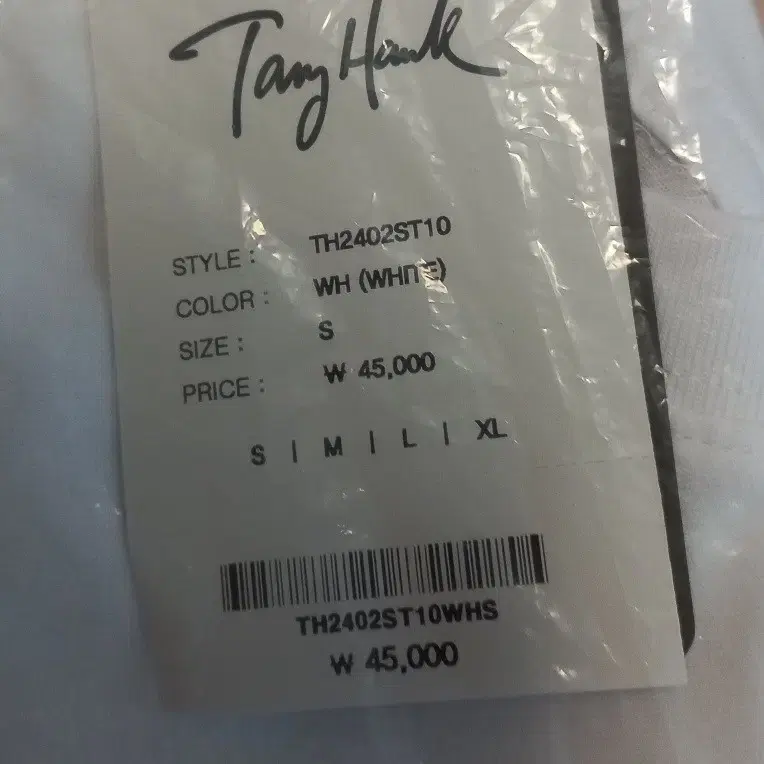 Tony Hawk
STYLE : TH2402ST10
COLOR : WH (WHITE)
SIZE : S
PRICE : ₩ 45,000
S | M | L | XL
TH2402ST10WHS
₩ 45,000